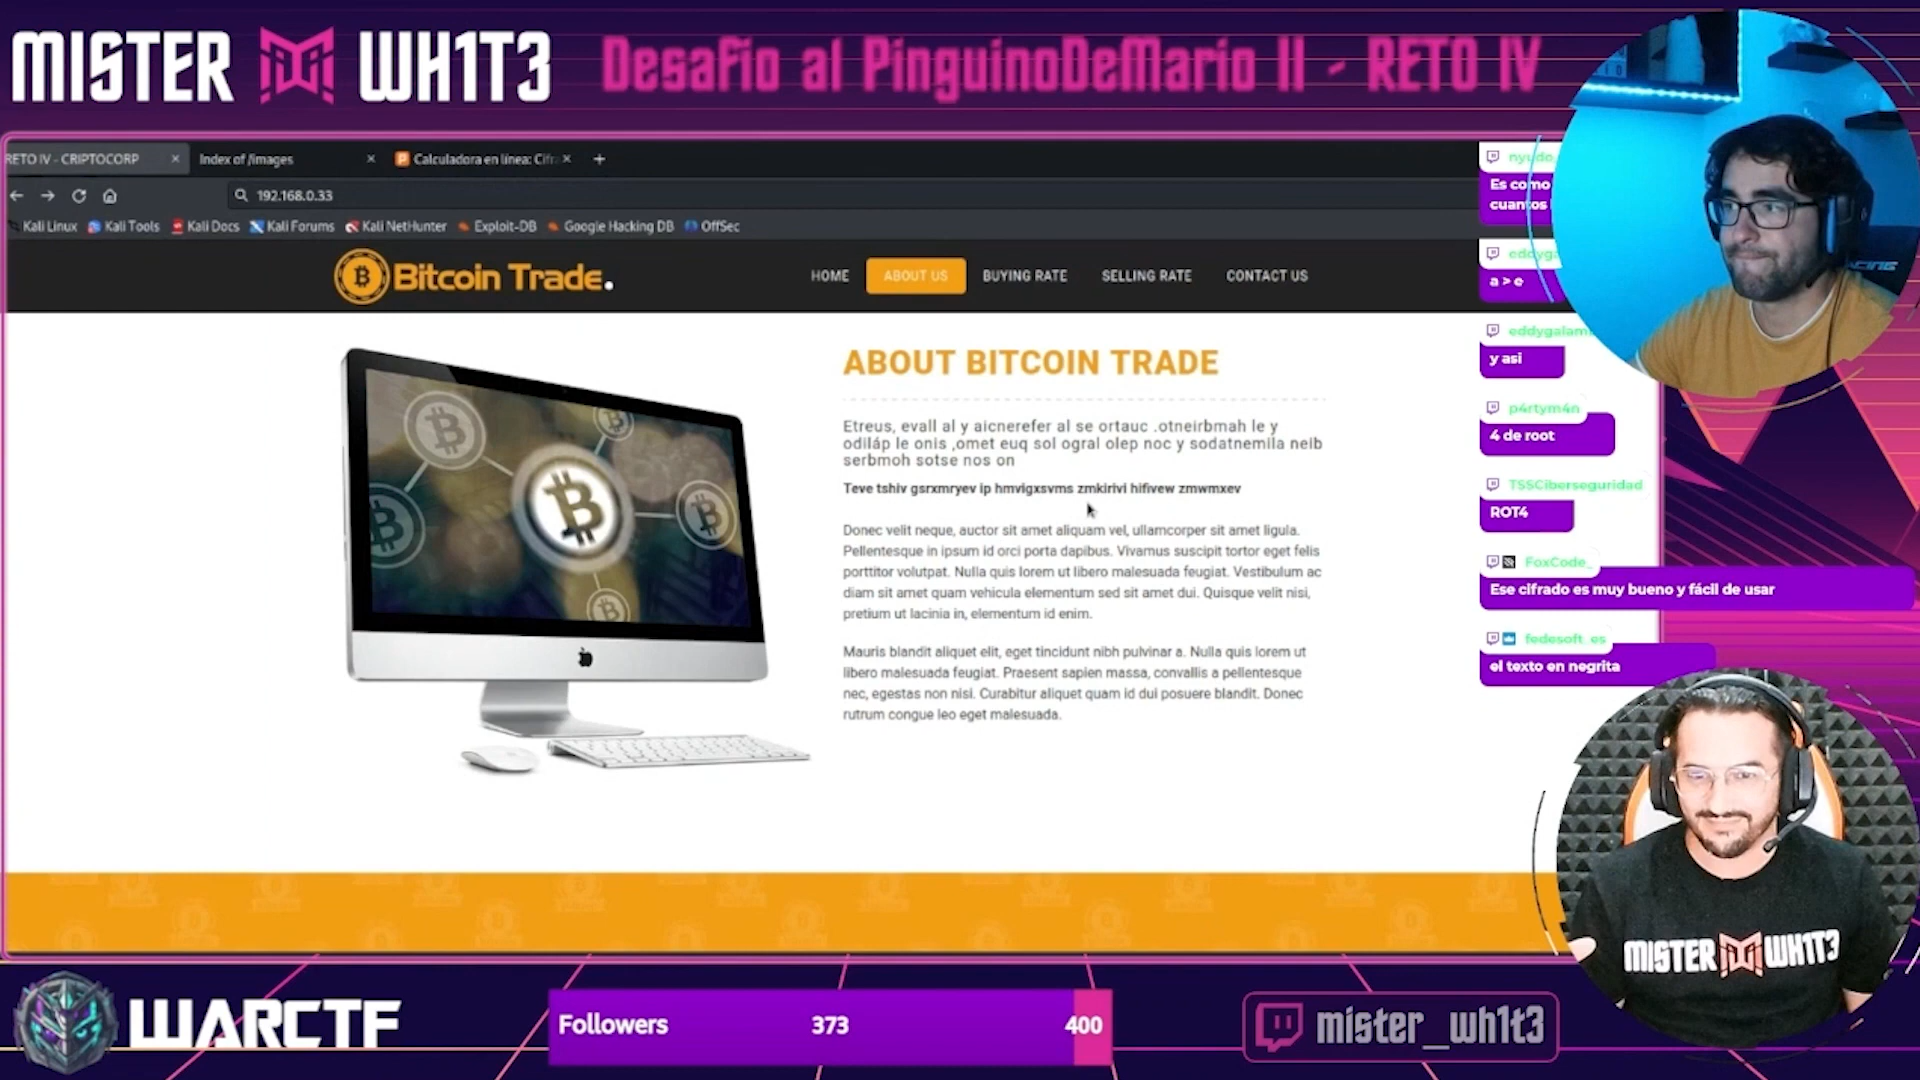 MISTER WH1T3
Desafío al PinguinoDeMario II - RETO IV
RETO IV - CRIPTOCORP
Index of /images
Calculadora en línea: Cifr
192.168.0.33
Kali Linux Kali Tools Kali Docs Kali Forums Kali NetHunter Exploit-DB Google Hacking DB OffSec
Bitcoin Trade.
HOME ABOUT US BUYING RATE SELLING RATE CONTACT US
ABOUT BITCOIN TRADE
Etreus, evall al y aicnerefer al se ortauc .otneirbmah le y
odiláp le onis ,omet euq sol ogral olep noc y sodatnemila neib
serbmoh sotse nos on
Teve tshiv gsrxmryev ip hmvigxsvms zmkirivi hifivew zmwmxev
Donec velit neque, auctor sit amet aliquam vel, ullamcorper sit amet ligula.
Pellentesque in ipsum id orci porta dapibus. Vivamus suscipit tortor eget felis
porttitor volutpat. Nulla quis lorem ut libero malesuada feugiat. Vestibulum ac
diam sit amet quam vehicula elementum sed sit amet dui. Quisque velit nisi,
pretium ut lacinia in, elementum id enim.
Mauris blandit aliquet elit, eget tincidunt nibh pulvinar a. Nulla quis lorem ut
libero malesuada feugiat. Praesent sapien massa, convallis a pellentesque
nec, egestas non nisi. Curabitur aliquet quam id dui posuere blandit. Donec
rutrum congue leo eget malesuada.
nyudo
Es como
cuantos
eddyga
a > e
eddygalam
y asi
p4rtym4n
4 de root
TSSCiberseguridad
ROT4
FoxCode_
Ese cifrado es muy bueno y fácil de usar
fedesoft_es
el texto en negrita
MISTER WH1T3
WARCTF
Followers 373 400
mister_wh1t3